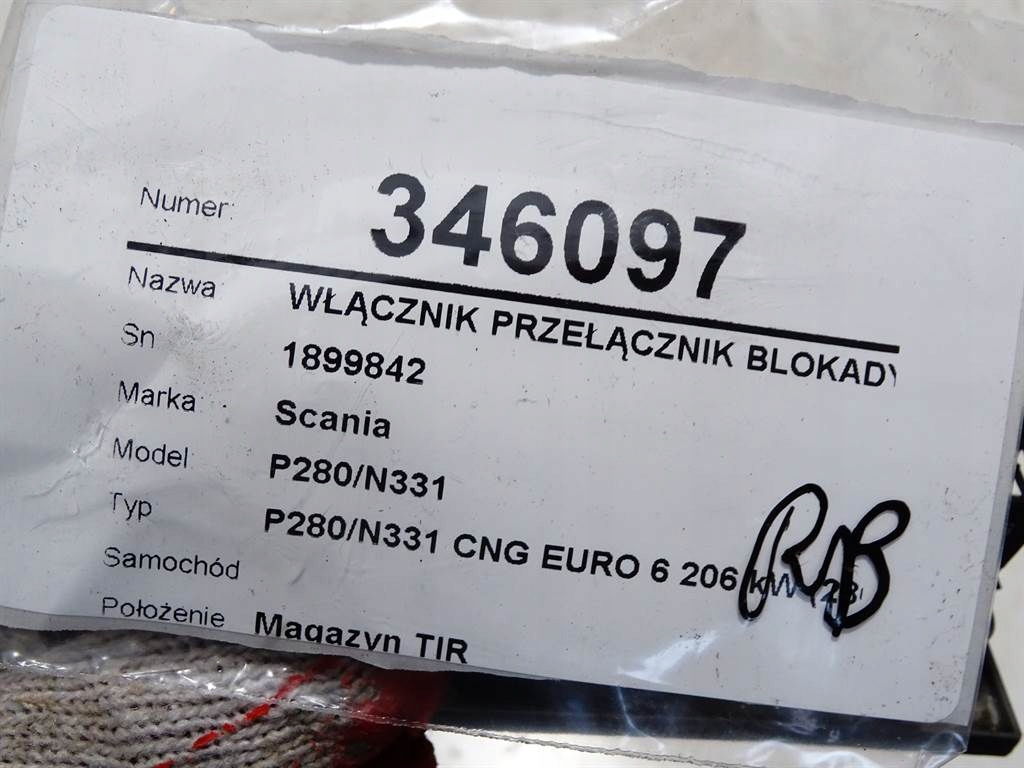 Numer: 346097
Nazwa WŁĄCZNIK PRZEŁĄCZNIK BLOKADY
Sn 1899842
Marka Scania
Model P280/N331
Typ P280/N331 CNG EURO 6 206 kW
Samochód
Położenie Magazyn TIR
RB